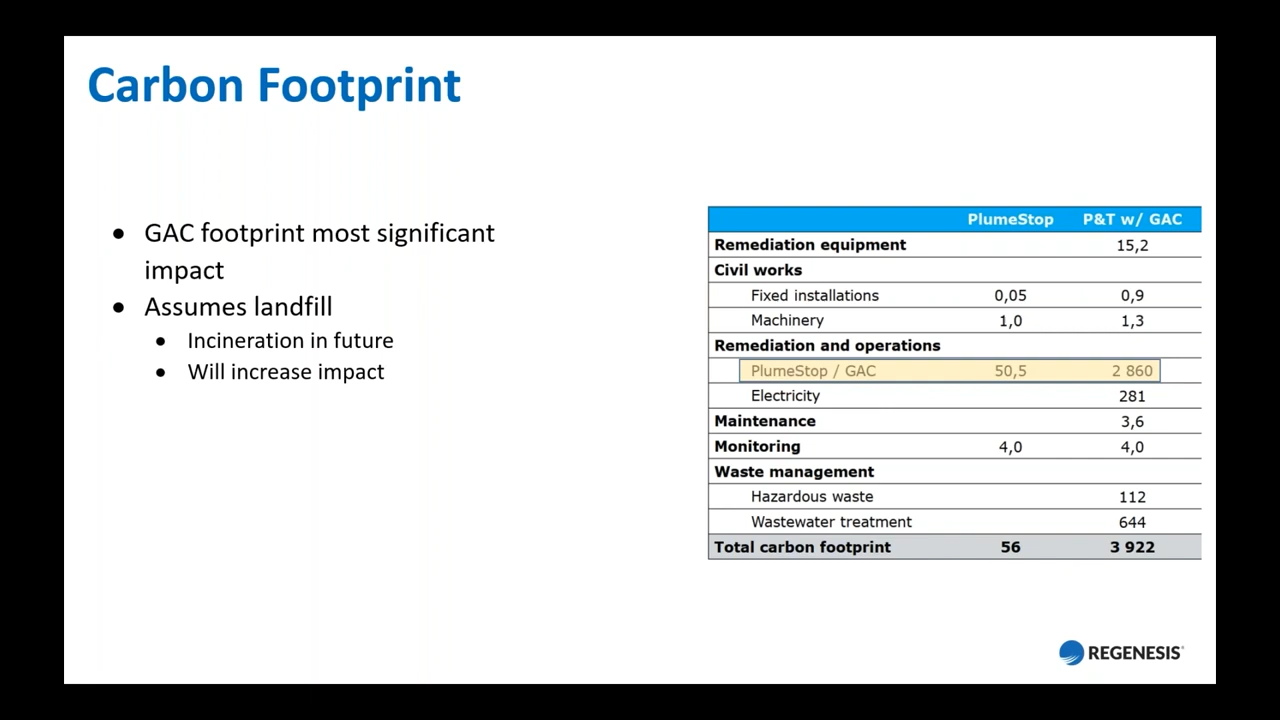 Carbon Footprint
• GAC footprint most significant
impact
• Assumes landfill
• Incineration in future
• Will increase impact
PlumeStop P&T w/ GAC
Remediation equipment 15,2
Civil works
Fixed installations 0,05 0,9
Machinery 1,0 1,3
Remediation and operations
PlumeStop / GAC 50,5 2 860
Electricity 281
Maintenance 3,6
Monitoring 4,0 4,0
Waste management
Hazardous waste 112
Wastewater treatment 644
Total carbon footprint 56 3 922
REGENESIS